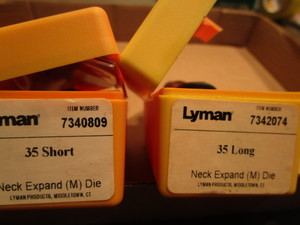 man® ITEM NUMBER
7340809
35 Short
Neck Expand (M) Die
LYMAN PRODUCTS, MIDDLETOWN, CT.
Lyman® ITEM NUMBER
7342074
35 Long
Neck Expand (M) Die
LYMAN PRODUCTS, MIDDLETOWN, CT